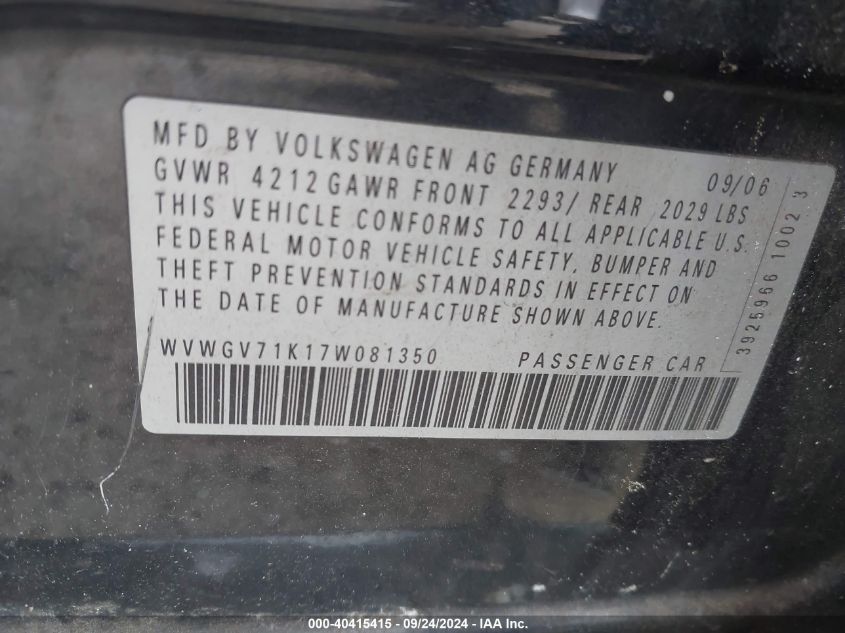 MFD BY VOLKSWAGEN AG GERMANY 09/06
GVWR 4212 GAWR FRONT 2293/ REAR 2029 LBS
THIS VEHICLE CONFORMS TO ALL APPLICABLE U.S.
FEDERAL MOTOR VEHICLE SAFETY, BUMPER AND
THEFT PREVENTION STANDARDS IN EFFECT ON
THE DATE OF MANUFACTURE SHOWN ABOVE.
WVWGV71K17W081350 PASSENGER CAR
3926966 1002 3
000-40415415 - 09/24/2024 - IAA Inc.